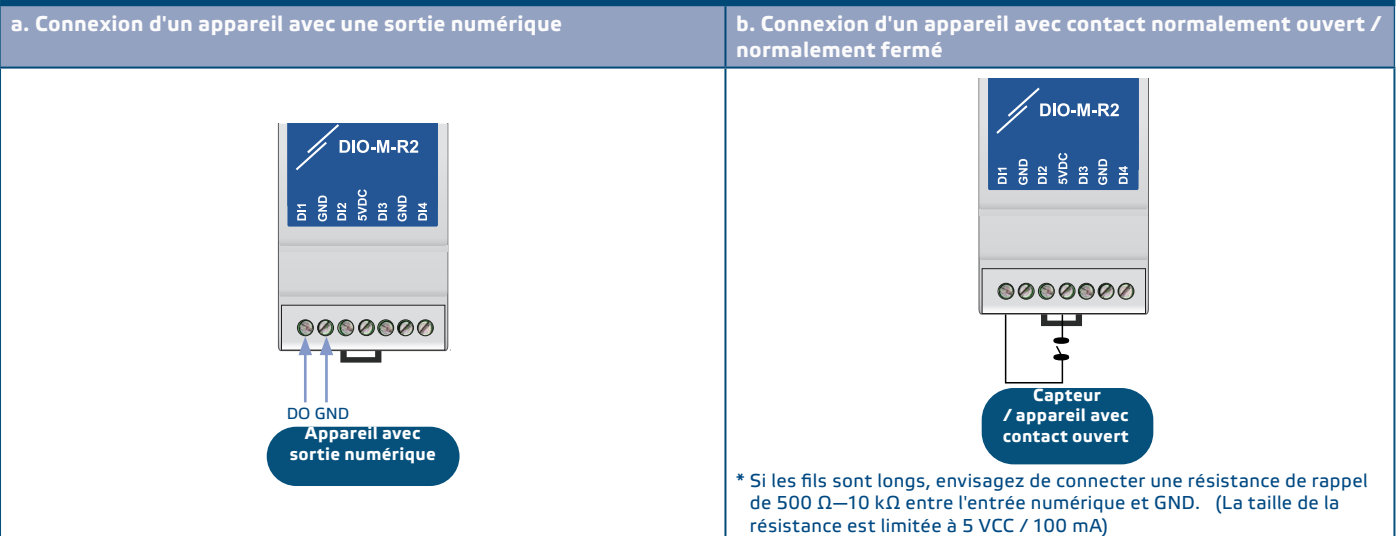 a. Connexion d'un appareil avec une sortie numérique
DIO-M-R2
DI1
GND
DI2
5VDC
DI3
GND
DI4
DO GND
Appareil avec
sortie numérique
b. Connexion d'un appareil avec contact normalement ouvert /
normalement fermé
DIO-M-R2
DI1
GND
DI2
5VDC
DI3
GND
DI4
Capteur
/ appareil avec
contact ouvert
* Si les fils sont longs, envisagez de connecter une résistance de rappel
de 500 Ω—10 kΩ entre l'entrée numérique et GND. (La taille de la
résistance est limitée à 5 VCC / 100 mA)